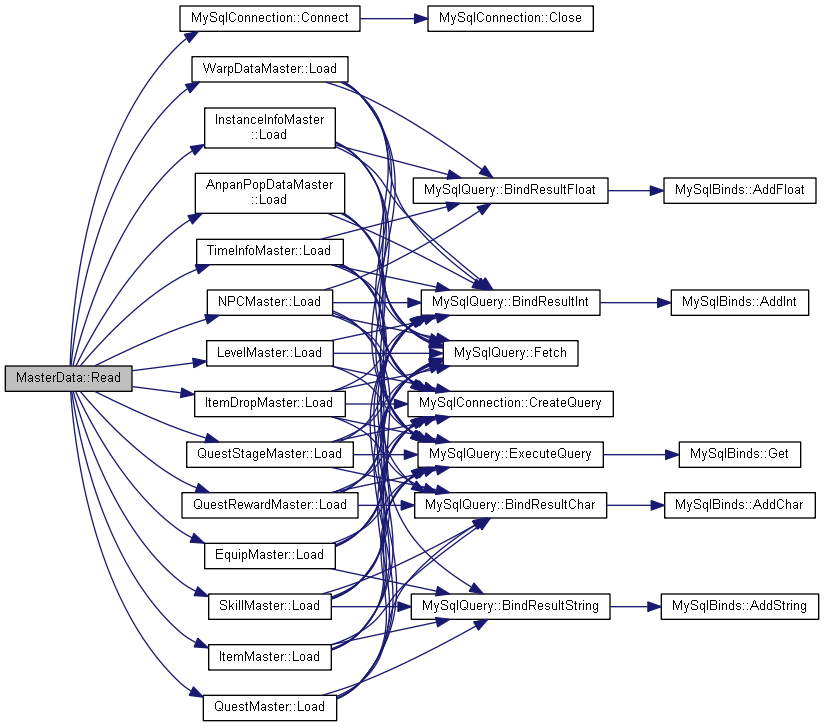 MasterData::Read
MySqlConnection::Connect
WarpDataMaster::Load
InstanceInfoMaster
::Load
AnpanPopDataMaster
::Load
TimeInfoMaster::Load
NPCMaster::Load
LevelMaster::Load
ItemDropMaster::Load
QuestStageMaster::Load
QuestRewardMaster::Load
EquipMaster::Load
SkillMaster::Load
ItemMaster::Load
QuestMaster::Load
MySqlConnection::Close
MySqlQuery::BindResultFloat
MySqlQuery::BindResultInt
MySqlQuery::Fetch
MySqlConnection::CreateQuery
MySqlQuery::ExecuteQuery
MySqlQuery::BindResultChar
MySqlQuery::BindResultString
MySqlBinds::AddFloat
MySqlBinds::AddInt
MySqlBinds::Get
MySqlBinds::AddChar
MySqlBinds::AddString